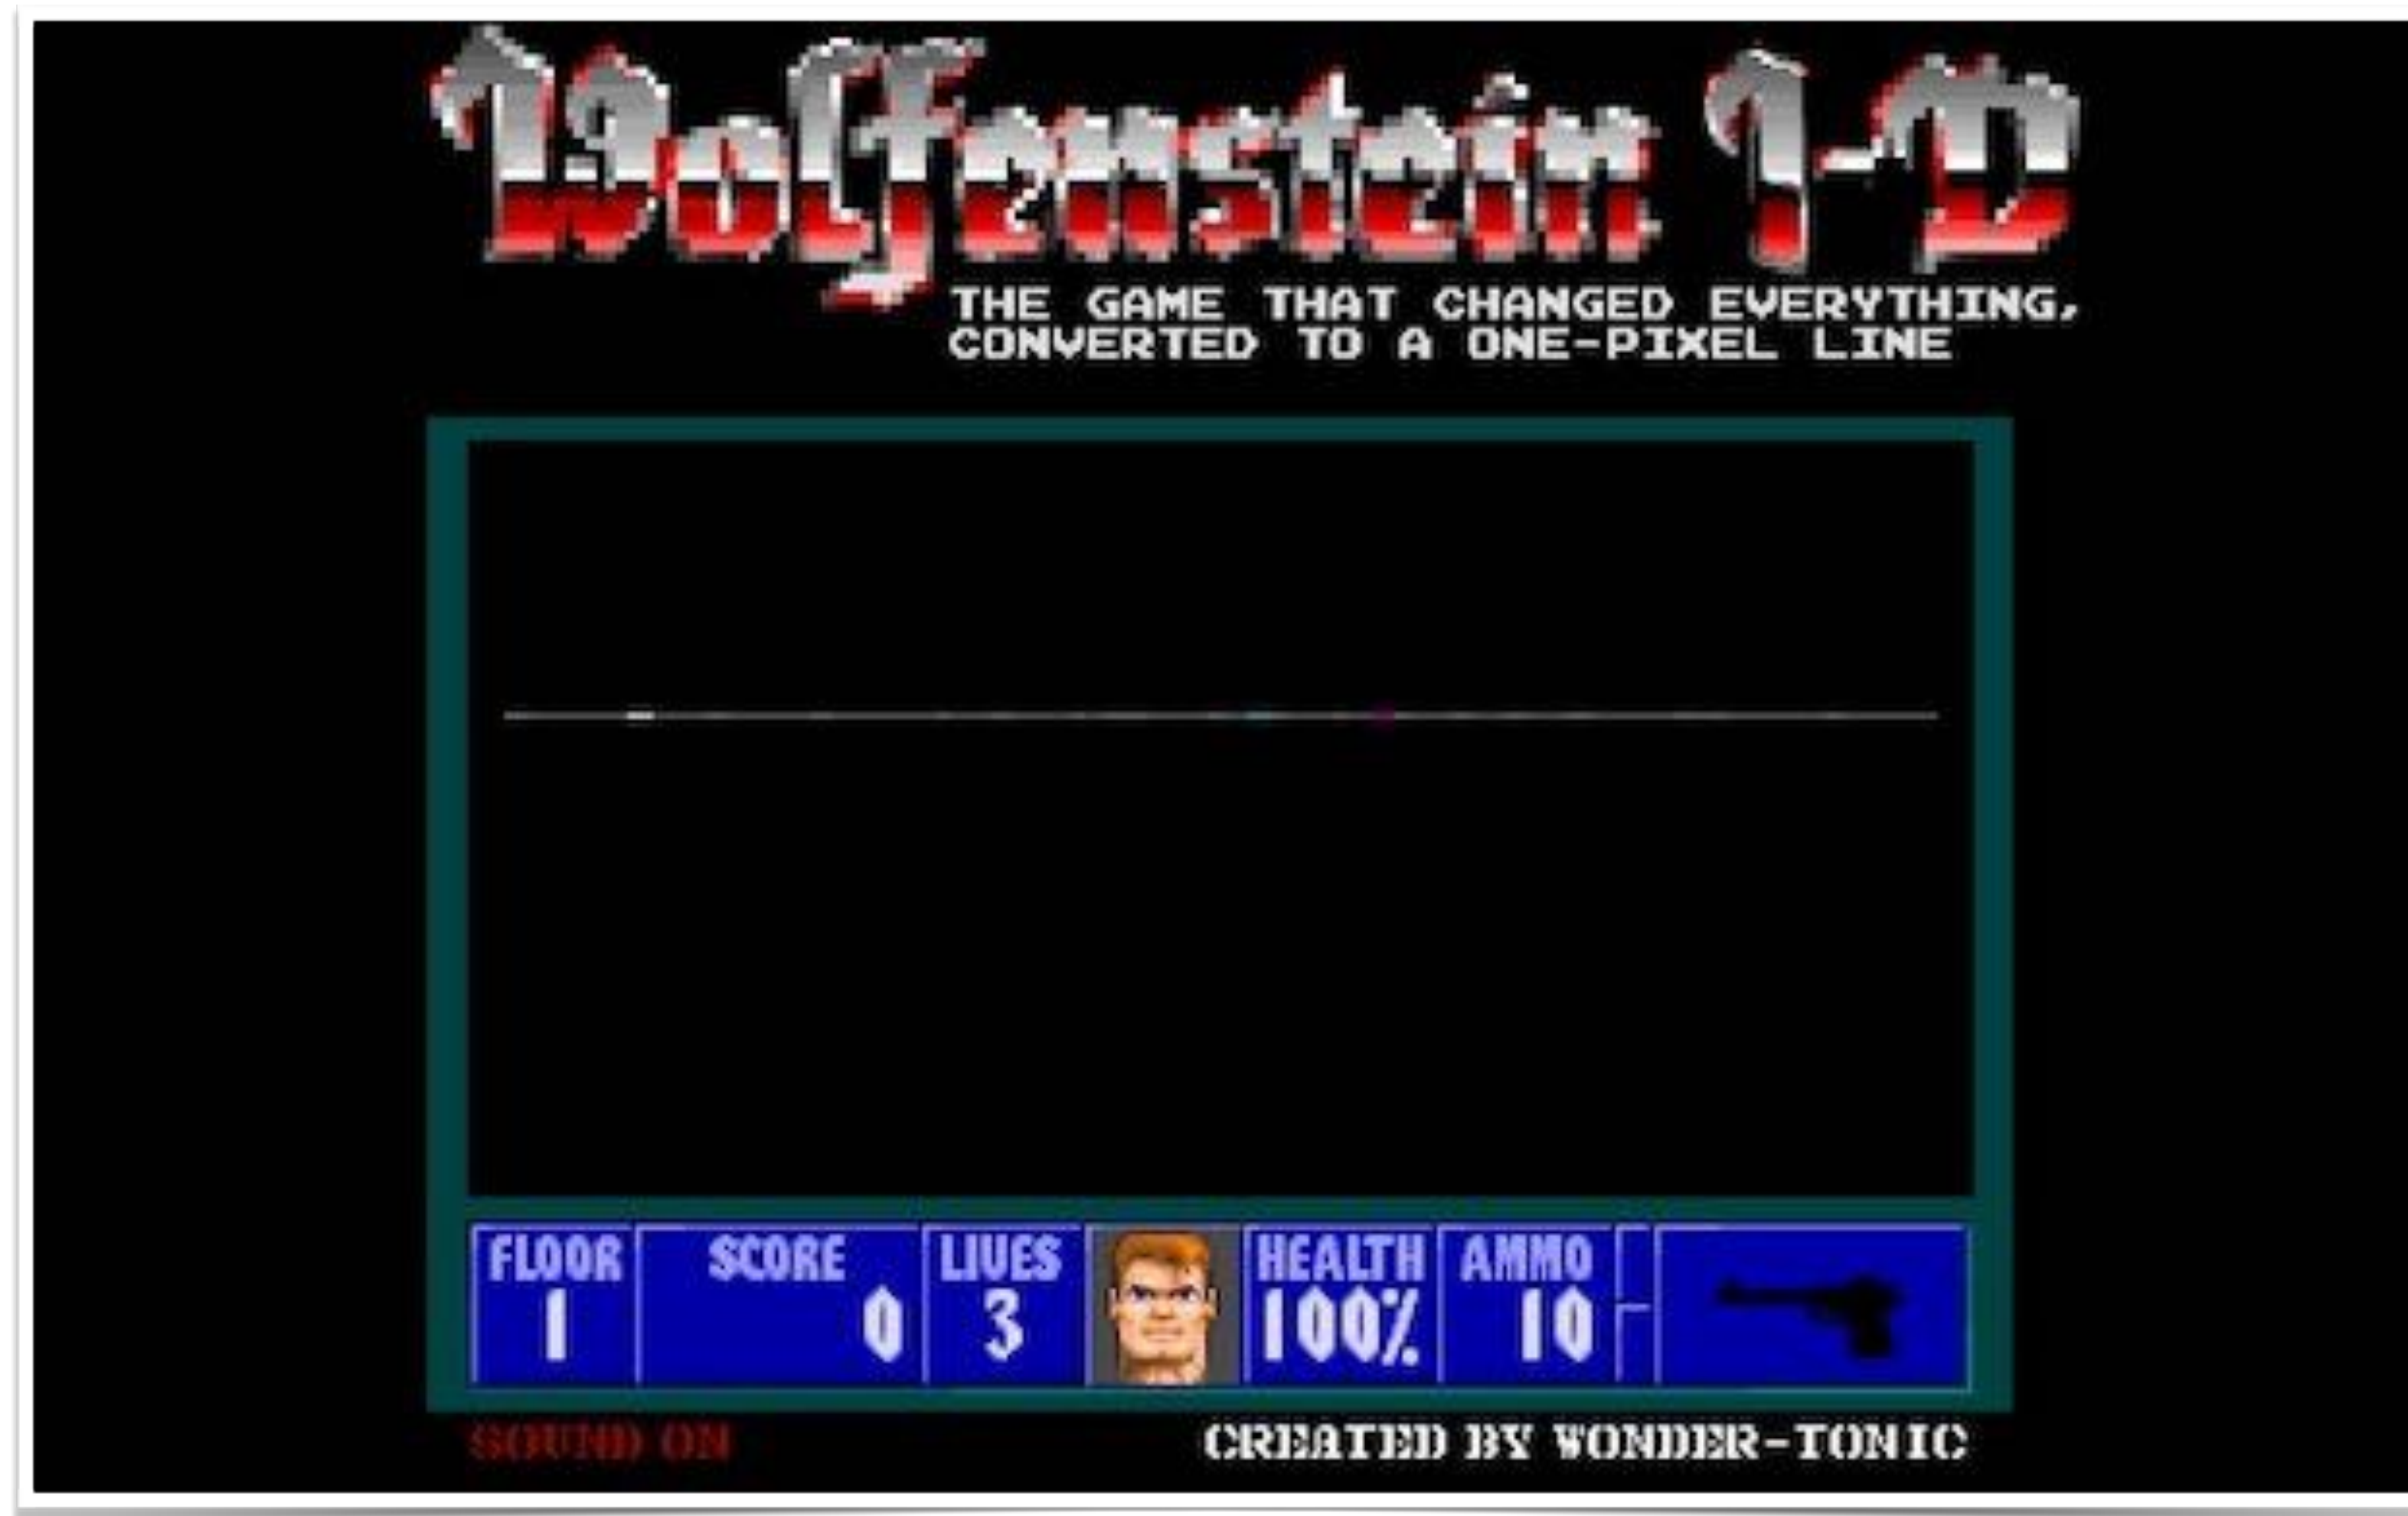 Wolfenstein 1-D
THE GAME THAT CHANGED EVERYTHING,
CONVERTED TO A ONE-PIXEL LINE
FLOOR SCORE LIVES HEALTH AMMO
1 0 3 100% 10
SOUND ON CREATED BY WONDER-TONIC